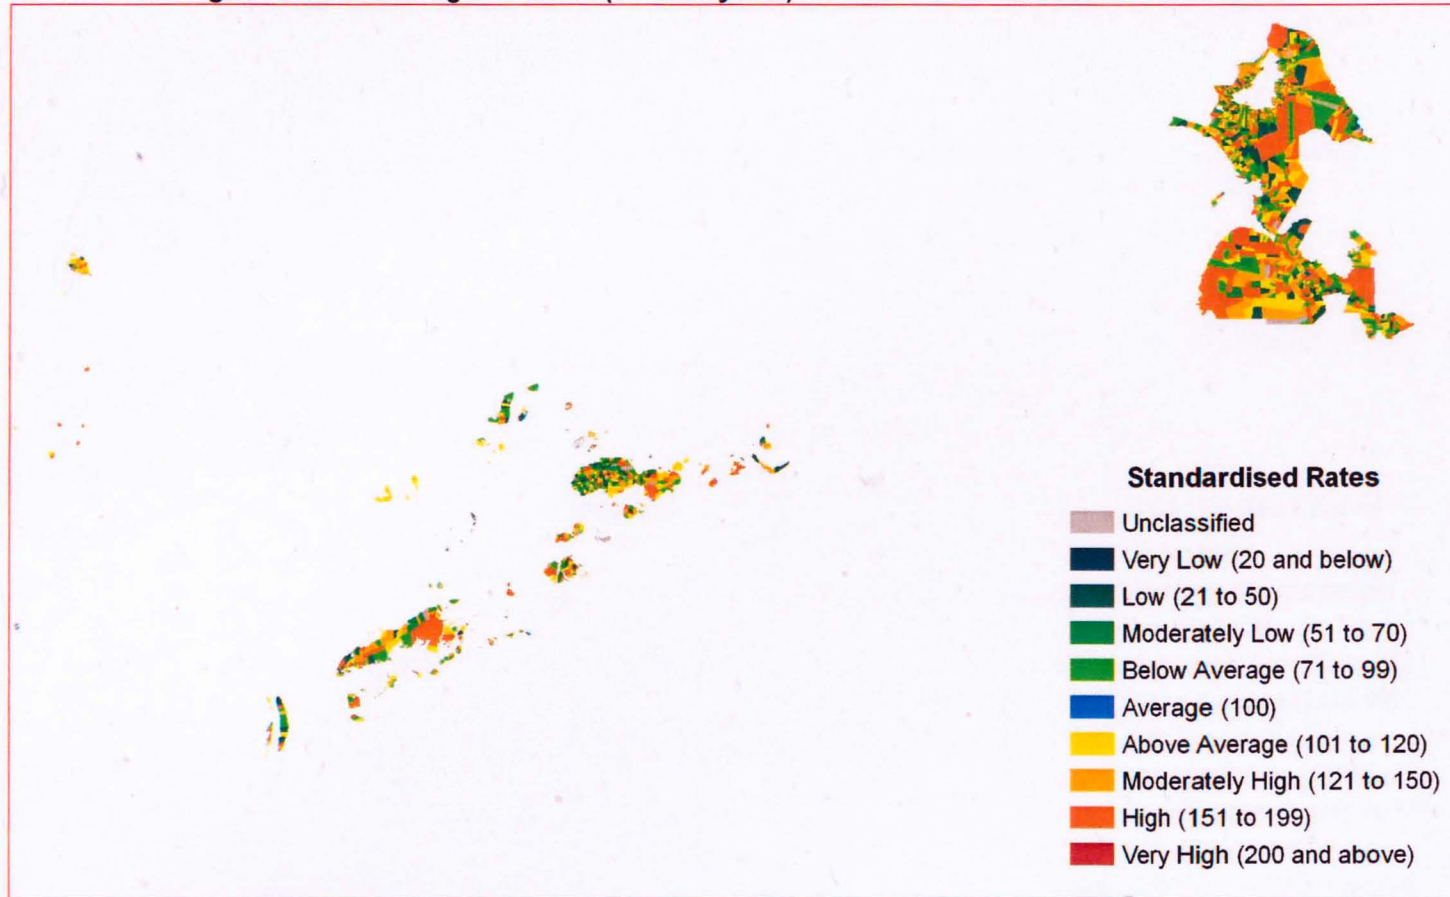 Standardised Rates
Unclassified
Very Low (20 and below)
Low (21 to 50)
Moderately Low (51 to 70)
Below Average (71 to 99)
Average (100)
Above Average (101 to 120)
Moderately High (121 to 150)
High (151 to 199)
Very High (200 and above)